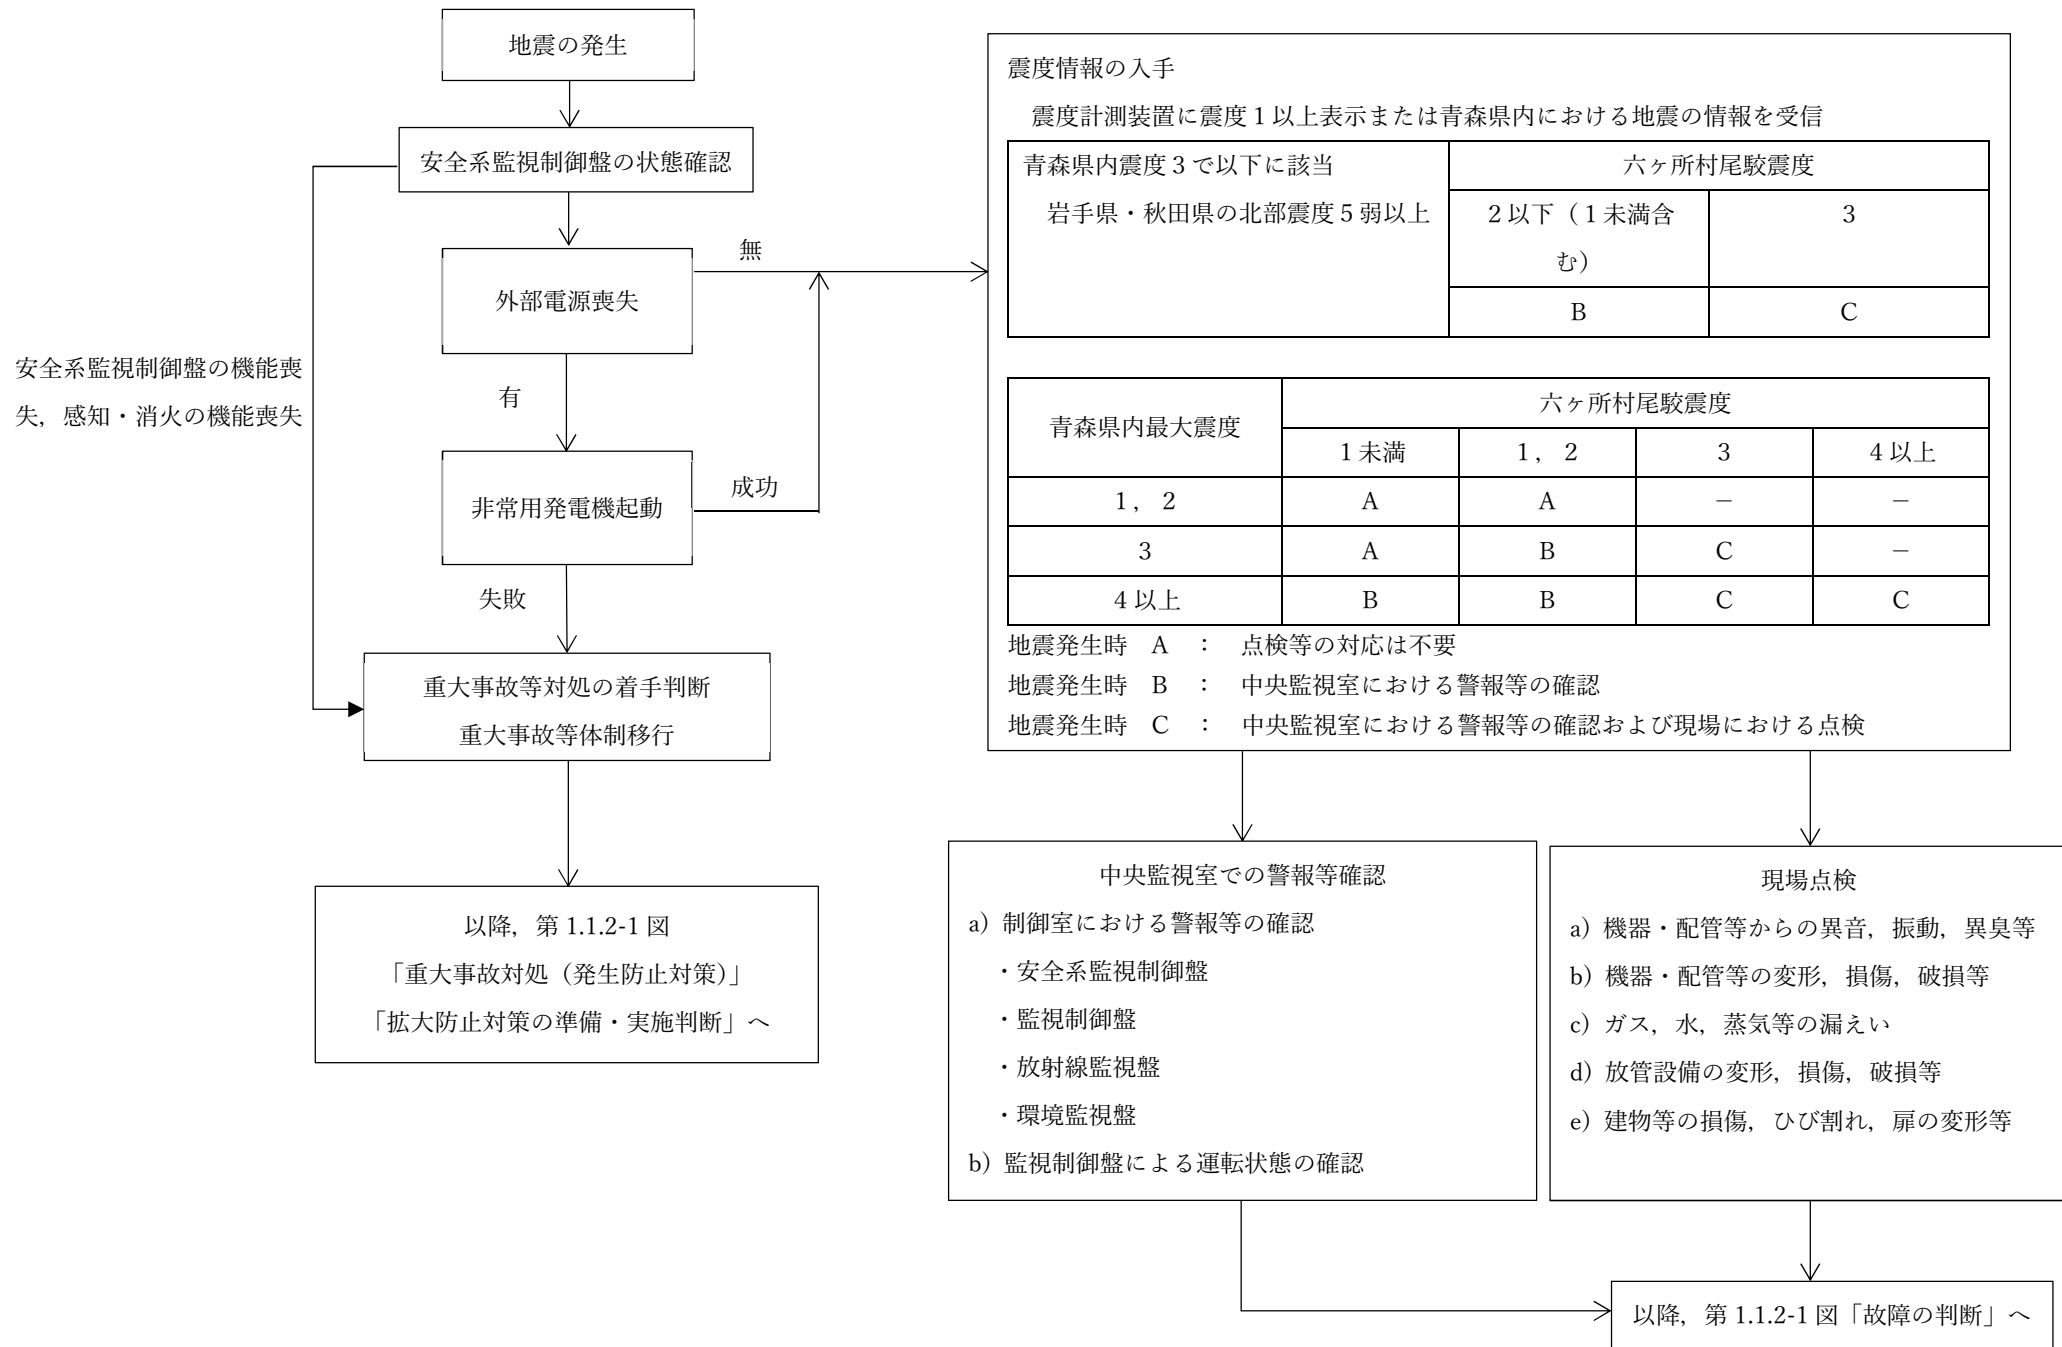 地震の発生
安全系監視制御盤の状態確認
外部電源喪失
無
有
安全系監視制御盤の機能喪
失，感知・消火の機能喪失
非常用発電機起動
成功
失敗
重大事故等対処の着手判断
重大事故等体制移行
以降，第 1.1.2-1 図
「重大事故対処（発生防止対策）」
「拡大防止対策の準備・実施判断」へ
震度情報の入手
震度計測装置に震度１以上表示または青森県内における地震の情報を受信
青森県内震度３で以下に該当 六ヶ所村尾駮震度
岩手県・秋田県の北部震度５弱以上 ２以下（１未満含 3
む）
B C
青森県内最大震度 六ヶ所村尾駮震度
１未満 1， 2 3 ４以上
1， 2 A A － －
3 A B C －
４以上 B B C C
地震発生時　A　：　点検等の対応は不要
地震発生時　B　：　中央監視室における警報等の確認
地震発生時　C　：　中央監視室における警報等の確認および現場における点検
中央監視室での警報等確認
a）制御室における警報等の確認
・安全系監視制御盤
・監視制御盤
・放射線監視盤
・環境監視盤
b）監視制御盤による運転状態の確認
現場点検
a）機器・配管等からの異音，振動，異臭等
b）機器・配管等の変形，損傷，破損等
c）ガス，水，蒸気等の漏えい
d）放管設備の変形，損傷，破損等
e）建物等の損傷，ひび割れ，扉の変形等
以降，第 1.1.2-1 図「故障の判断」へ